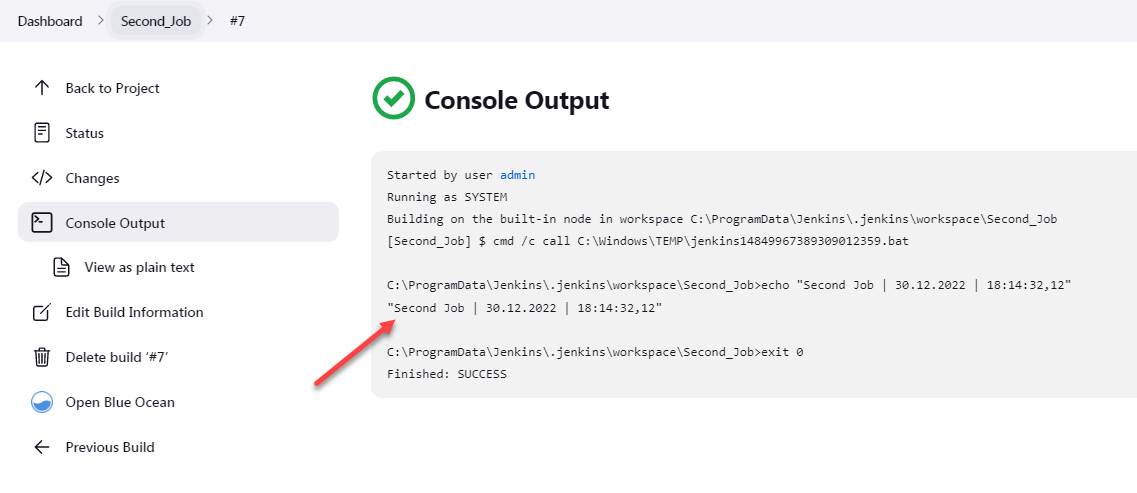 Dashboard > Second_Job > #7
Back to Project
Status
Changes
Console Output
View as plain text
Edit Build Information
Delete build ‘#7’
Open Blue Ocean
Previous Build
Console Output
Started by user admin
Running as SYSTEM
Building on the built-in node in workspace C:\ProgramData\Jenkins\.jenkins\workspace\Second_Job
[Second_Job] $ cmd /c call C:\Windows\TEMP\jenkins14849967389309012359.bat
C:\ProgramData\Jenkins\.jenkins\workspace\Second_Job>echo "Second Job | 30.12.2022 | 18:14:32,12"
"Second Job | 30.12.2022 | 18:14:32,12"
C:\ProgramData\Jenkins\.jenkins\workspace\Second_Job>exit 0
Finished: SUCCESS